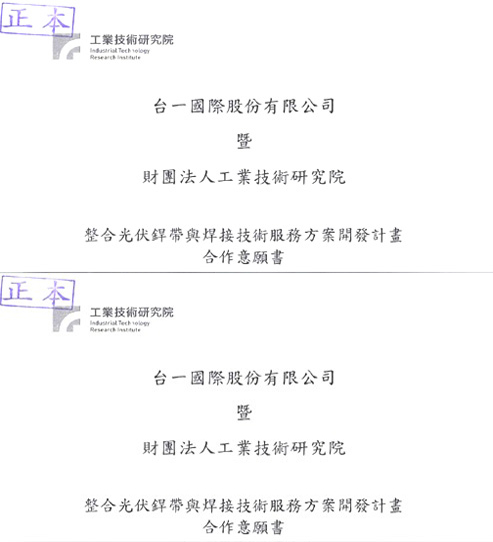 正本
工業技術研究院
Industrial Technology
Research Institute
台一國際股份有限公司
暨
財團法人工業技術研究院
整合光伏銲帶與焊接技術服務方案開發計畫
合作意願書
正本
工業技術研究院
Industrial Technology
Research Institute
台一國際股份有限公司
暨
財團法人工業技術研究院
整合光伏銲帶與焊接技術服務方案開發計畫
合作意願書